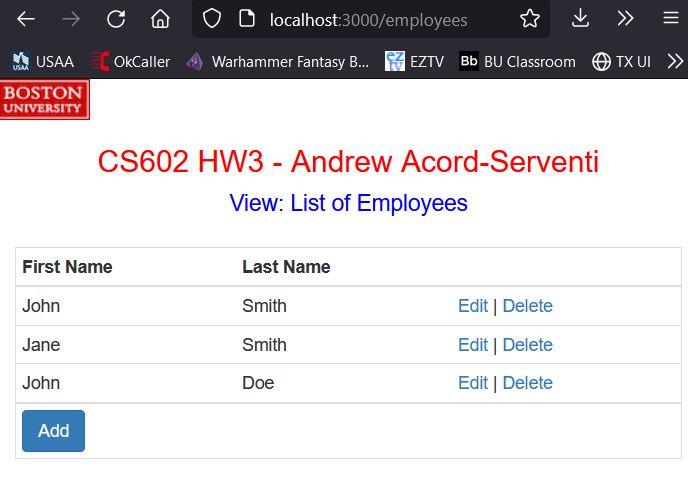 localhost:3000/employees
USAA OkCaller Warhammer Fantasy B... EZTV Bb BU Classroom TX UI
BOSTON
UNIVERSITY
CS602 HW3 - Andrew Acord-Serventi
View: List of Employees
First Name Last Name
John Smith Edit | Delete
Jane Smith Edit | Delete
John Doe Edit | Delete
Add